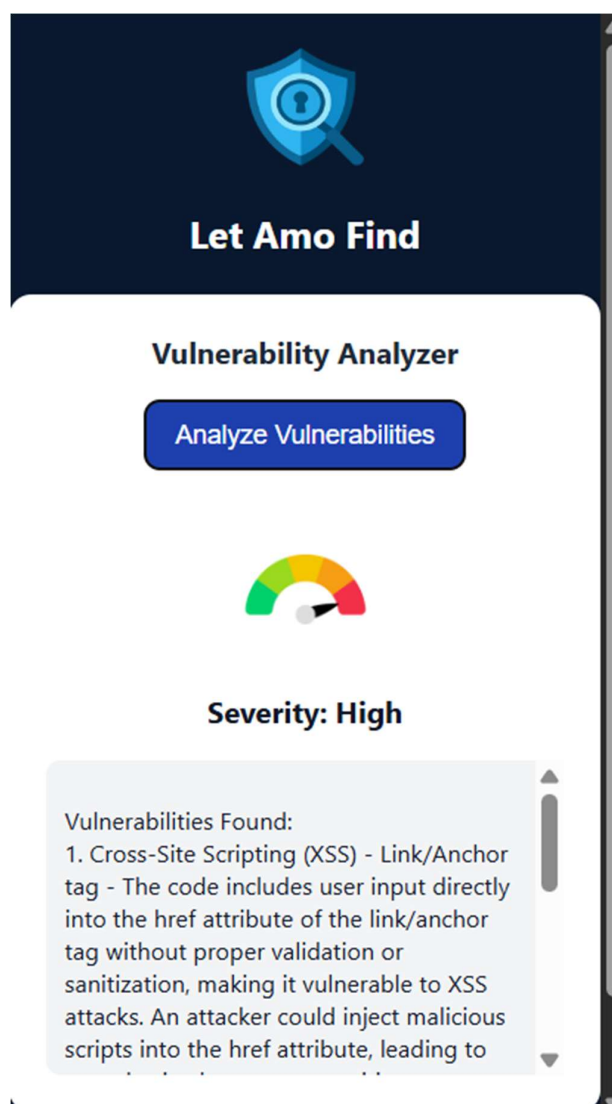 Let Amo Find
Vulnerability Analyzer
Analyze Vulnerabilities
Severity: High
Vulnerabilities Found:
1. Cross-Site Scripting (XSS) - Link/Anchor
tag - The code includes user input directly
into the href attribute of the link/anchor
tag without proper validation or
sanitization, making it vulnerable to XSS
attacks. An attacker could inject malicious
scripts into the href attribute, leading to